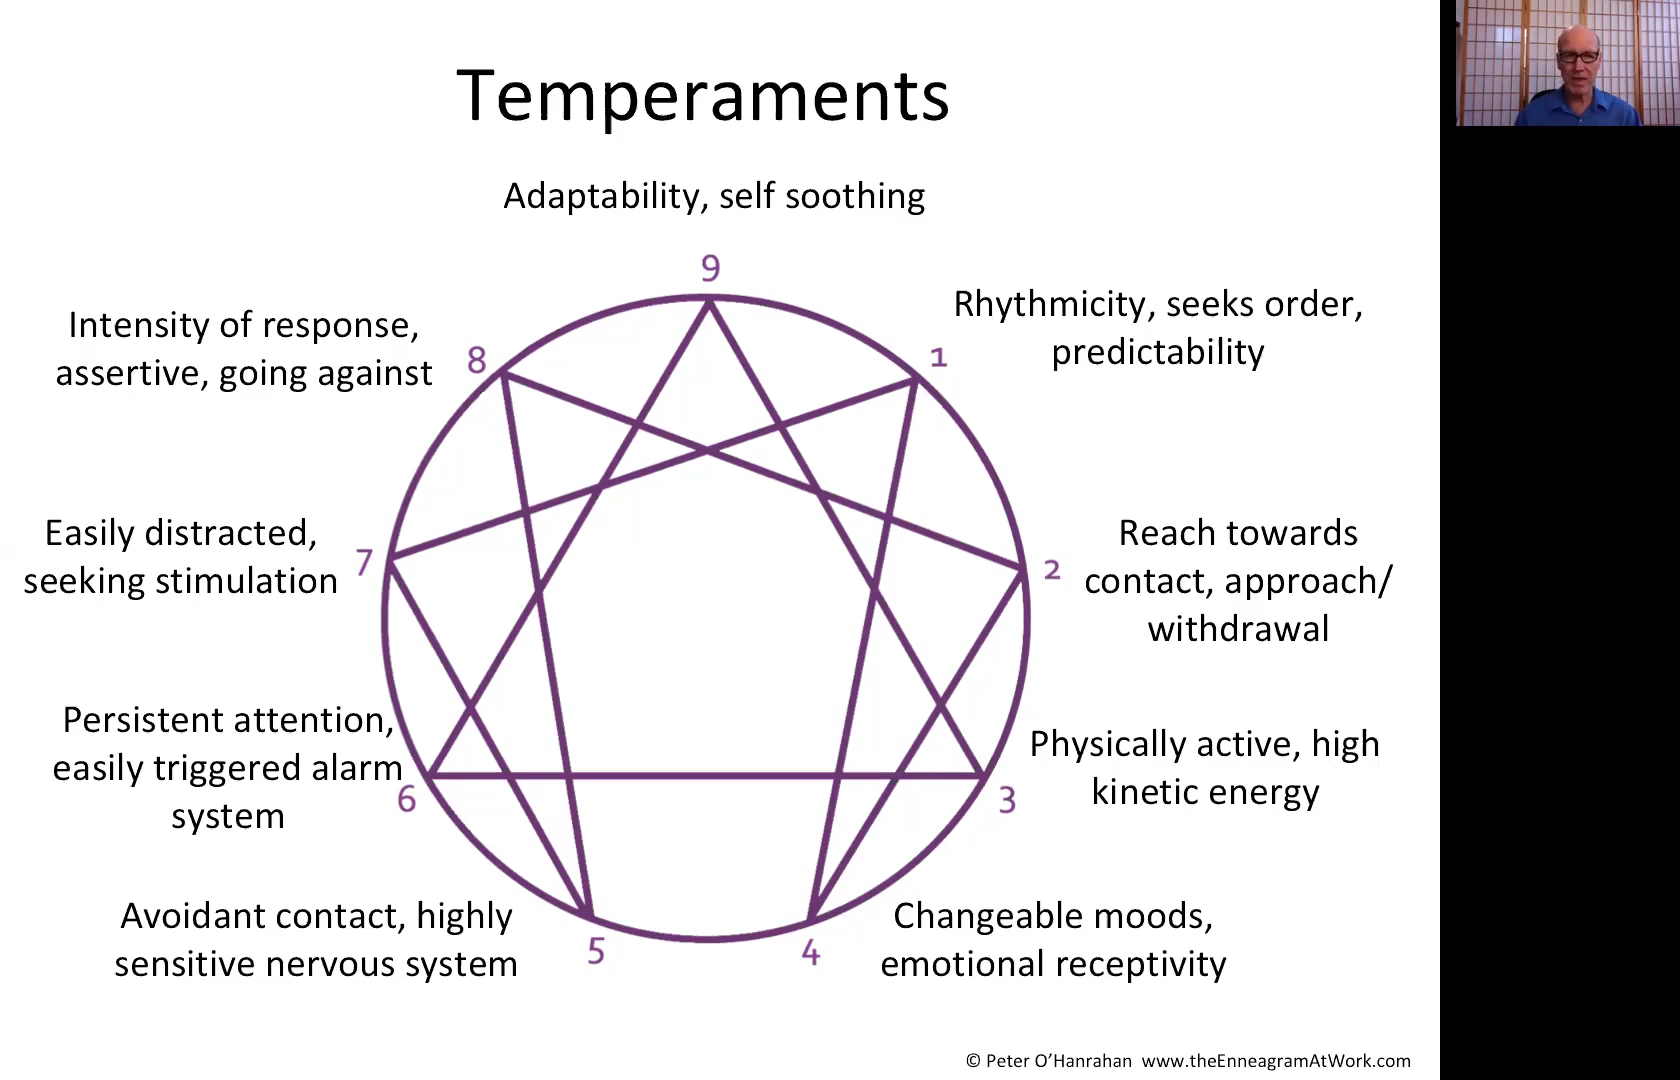 Temperaments
Adaptability, self soothing
9
Rhythmicity, seeks order,
predictability
1
Intensity of response,
assertive, going against
8
Easily distracted,
seeking stimulation
7
2
Reach towards
contact, approach/
withdrawal
Persistent attention,
easily triggered alarm
system
6
Physically active, high
kinetic energy
3
Avoidant contact, highly
sensitive nervous system
5
4
Changeable moods,
emotional receptivity
© Peter O'Hanrahan www.theEnneagramAtWork.com